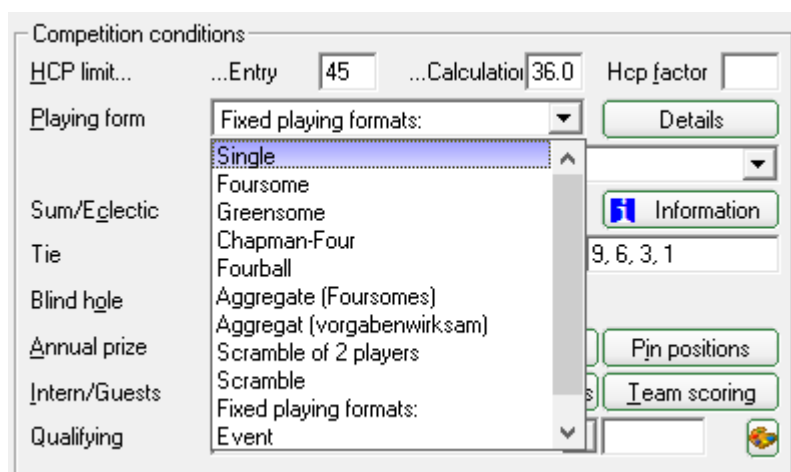 Competition conditions
HCP limit... ...Entry 45 ...Calculation 36.0 Hcp factor
Playing form Fixed playing formats: Details
Single
Foursome
Sum/Eclectic Greensome Information
Chapman-Four
Tie Fourball 9, 6, 3, 1
Blind hole Aggregate (Foursomes)
Aggregat (vorgabenwirksam)
Annual prize Scramble of 2 players Pin positions
Scramble
Intern/Guests Fixed playing formats: s Team scoring
Qualifying Event